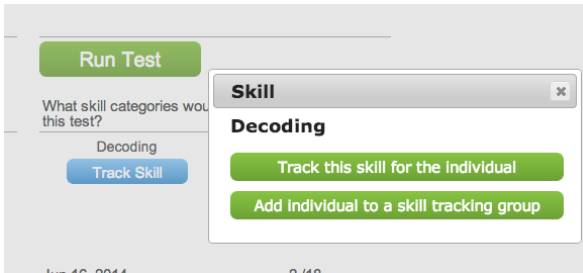 Run Test
What skill categories wou
this test?
Decoding
Track Skill
Skill
Decoding
Track this skill for the individual
Add individual to a skill tracking group